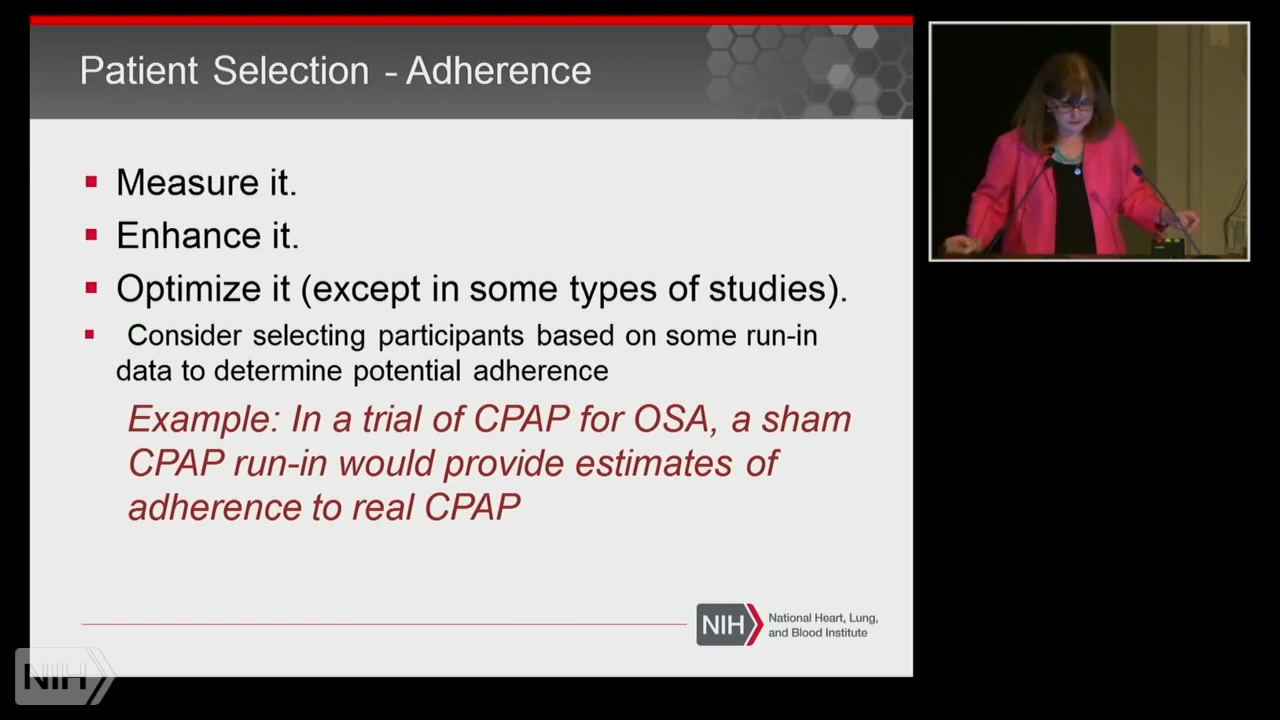 Patient Selection - Adherence
Measure it.
Enhance it.
Optimize it (except in some types of studies).
Consider selecting participants based on some run-in
data to determine potential adherence
Example: In a trial of CPAP for OSA, a sham
CPAP run-in would provide estimates of
adherence to real CPAP
NIH
National Heart, Lung,
and Blood Institute
NIH